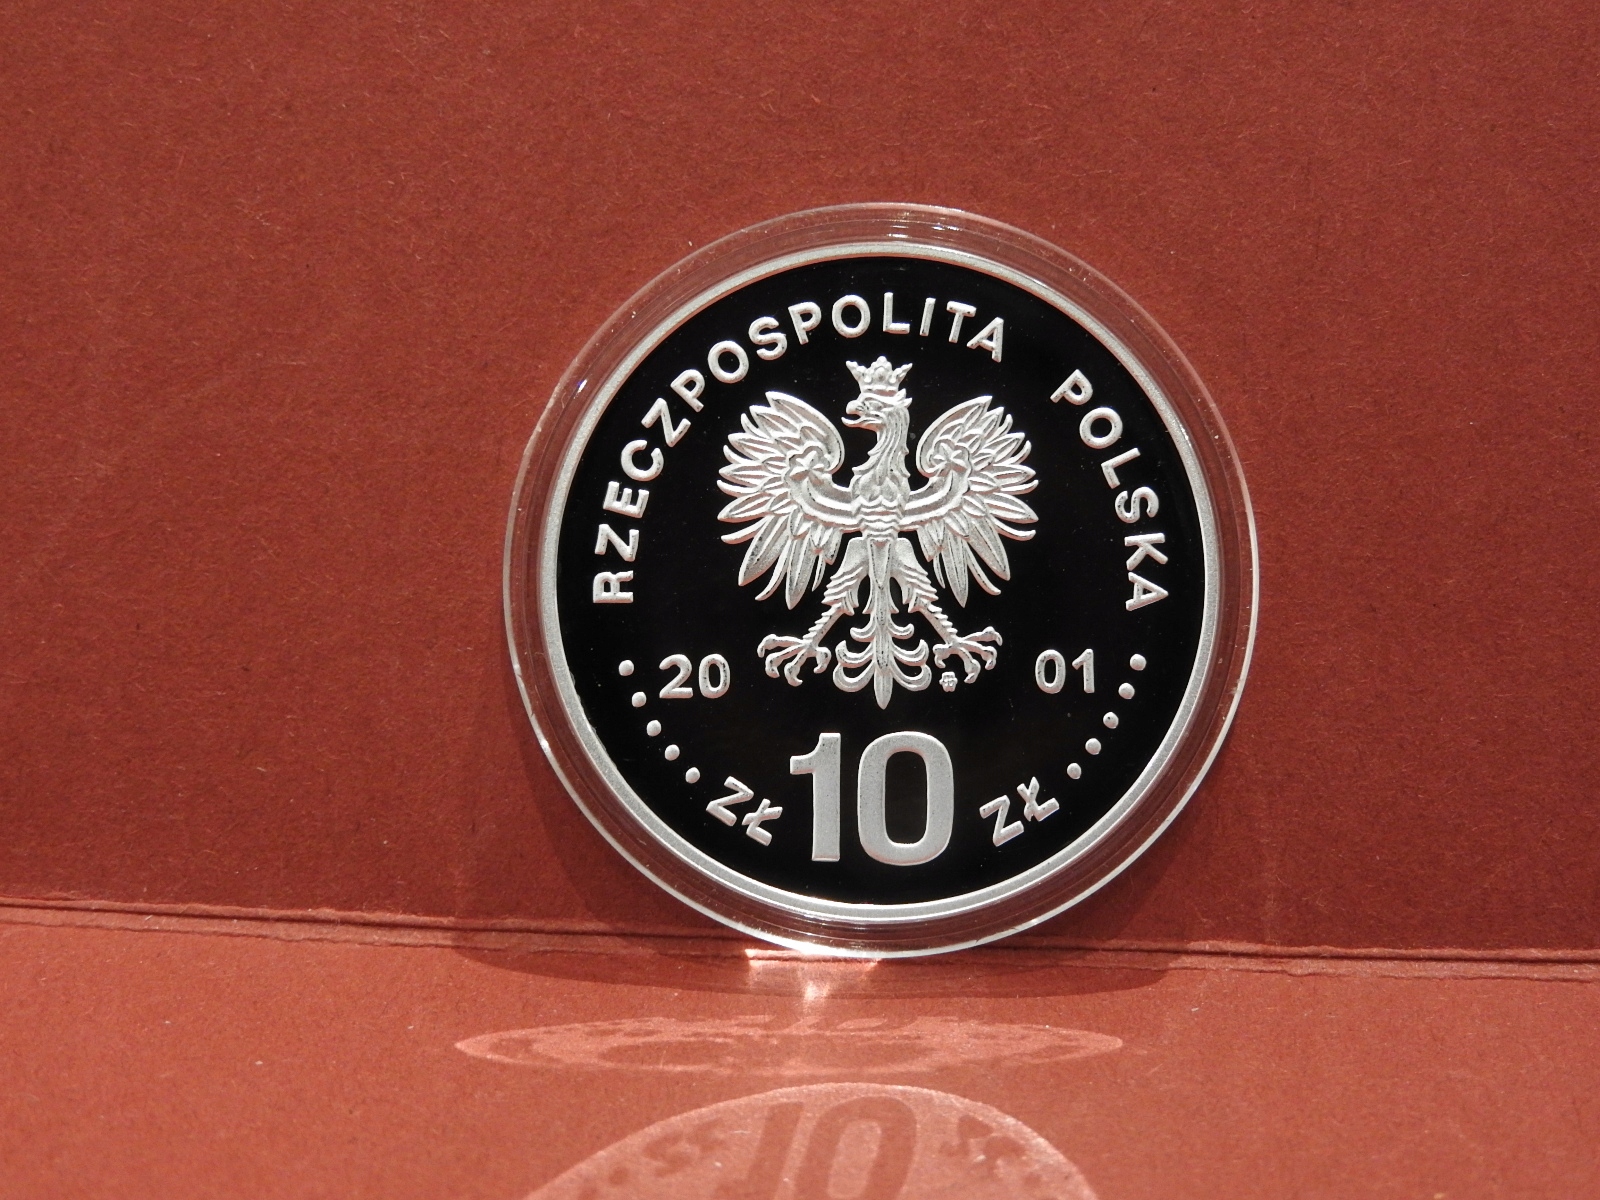 RZECZPOSPOLITA POLSKA
20 01
ZŁ 10 ZŁ